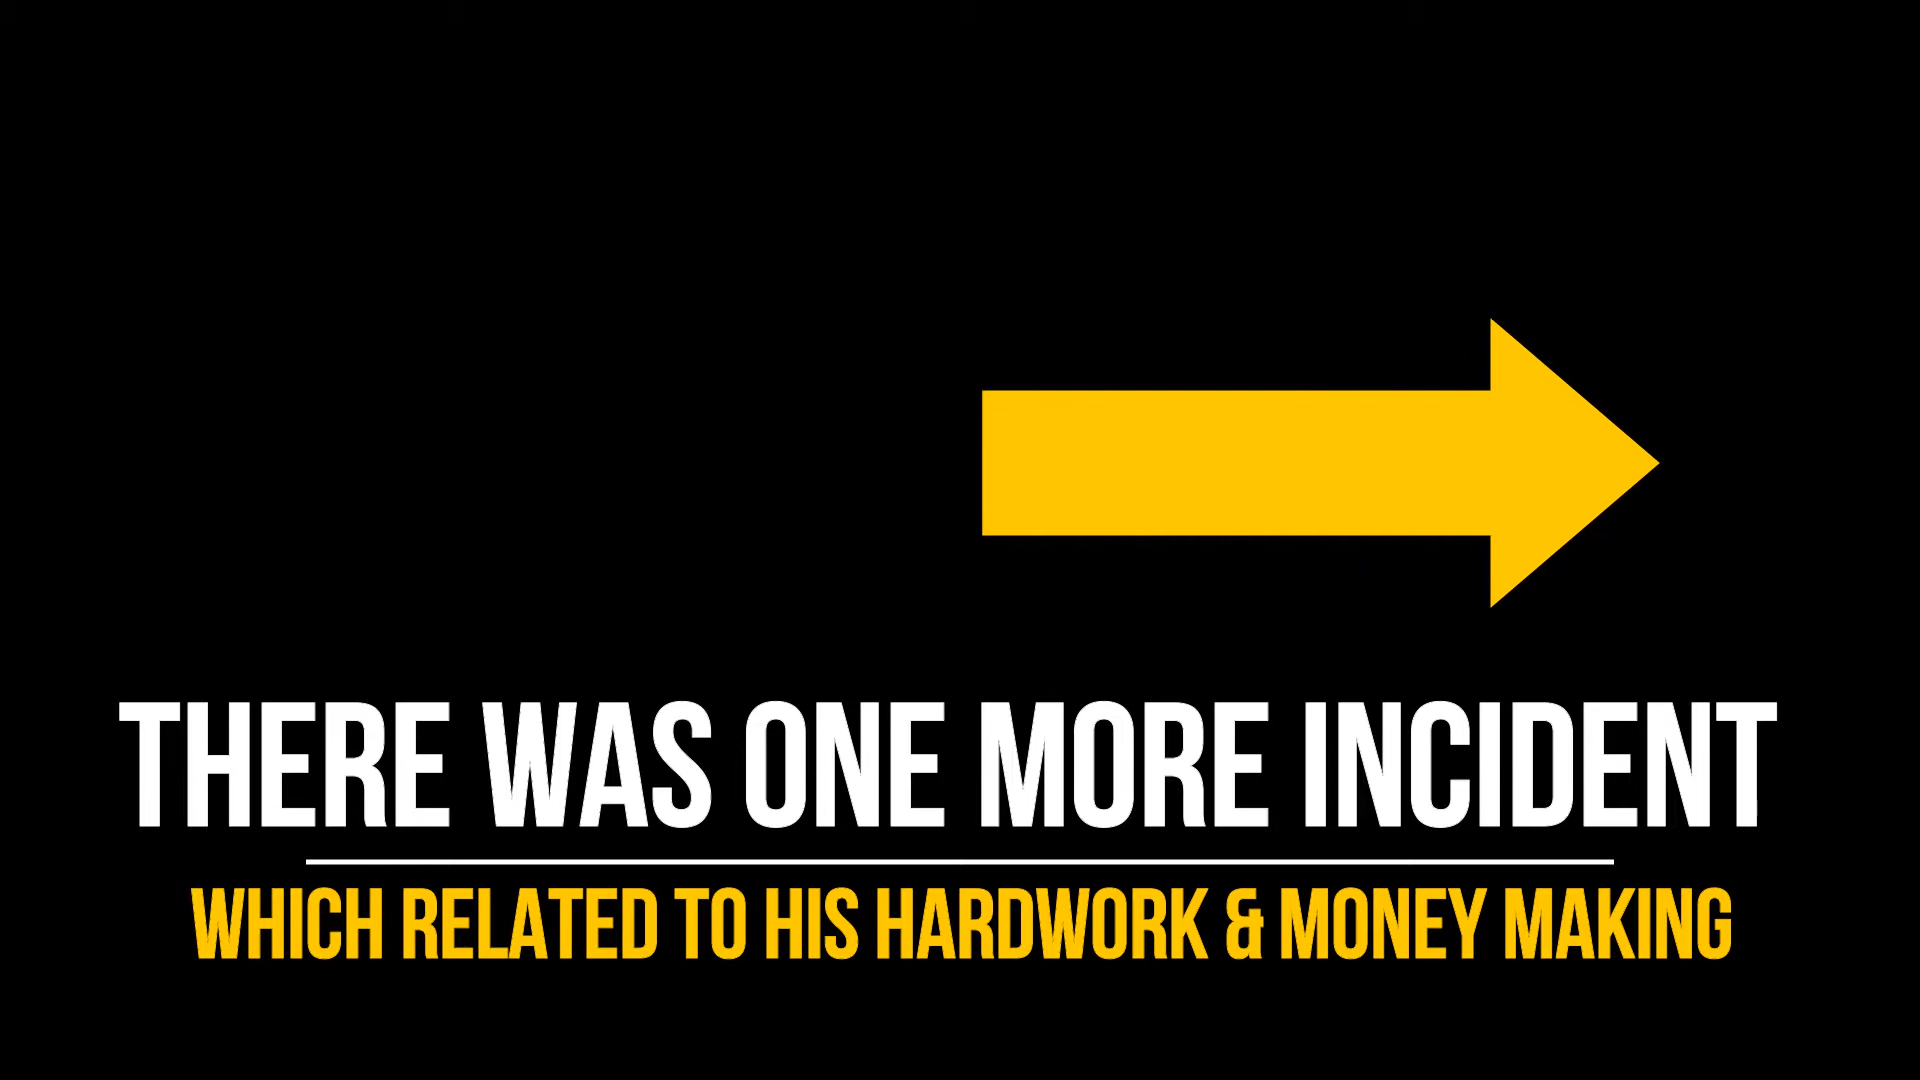 THERE WAS ONE MORE INCIDENT
WHICH RELATED TO HIS HARDWORK & MONEY MAKING